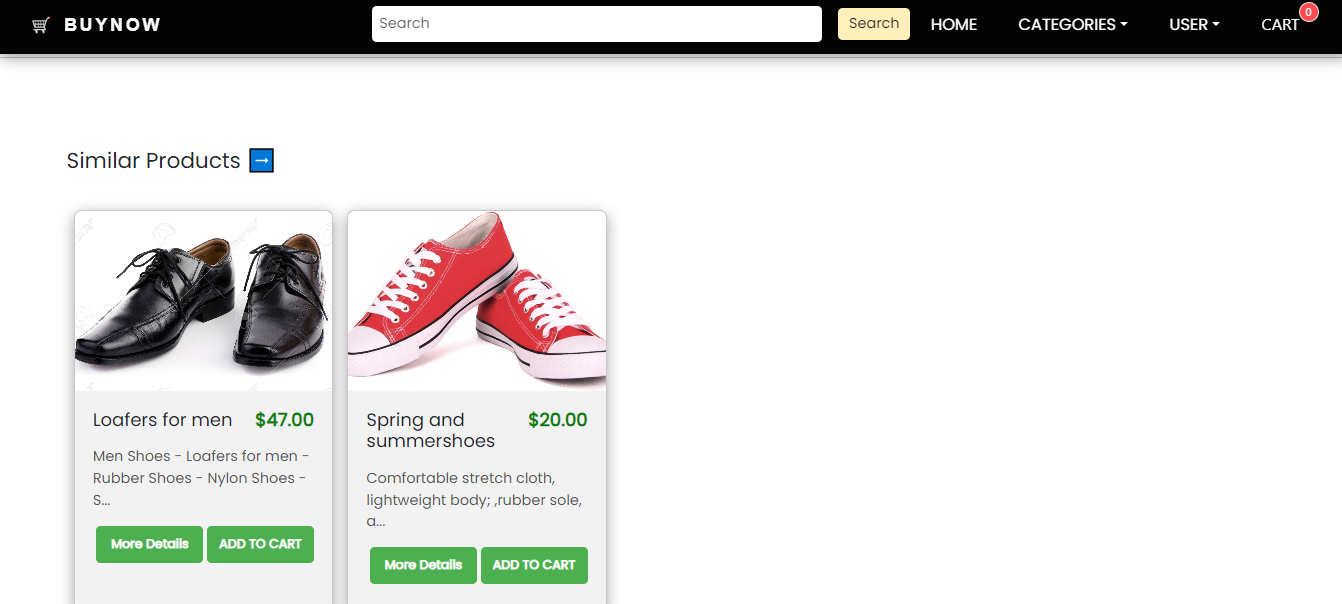 BUYNOW
Search
Search
HOME
CATEGORIES
USER
CART
0
Similar Products
Loafers for men
$47.00
Men Shoes - Loafers for men -
Rubber Shoes - Nylon Shoes -
S...
More Details
ADD TO CART
Spring and
summershoes
$20.00
Comfortable stretch cloth,
lightweight body; ,rubber sole,
a...
More Details
ADD TO CART